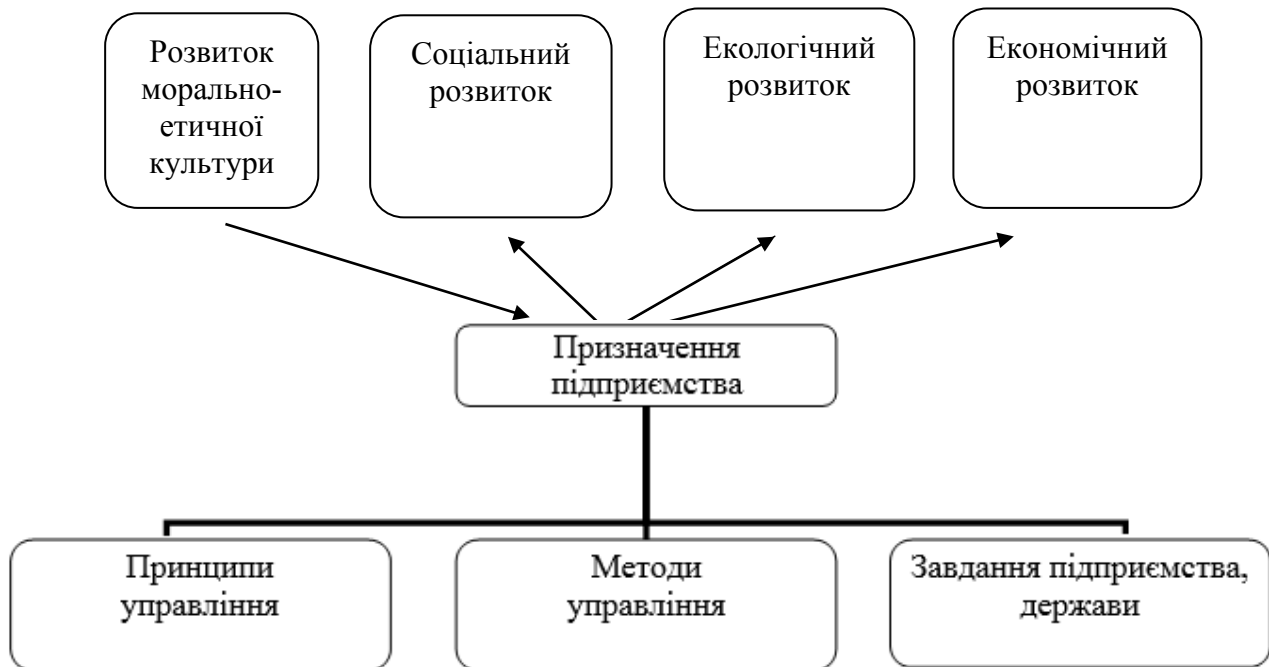 Розвиток
морально-
етичної
культури
Соціальний
розвиток
Екологічний
розвиток
Економічний
розвиток
Призначення
підприємства
Принципи
управління
Методи
управління
Завдання підприємства,
держави